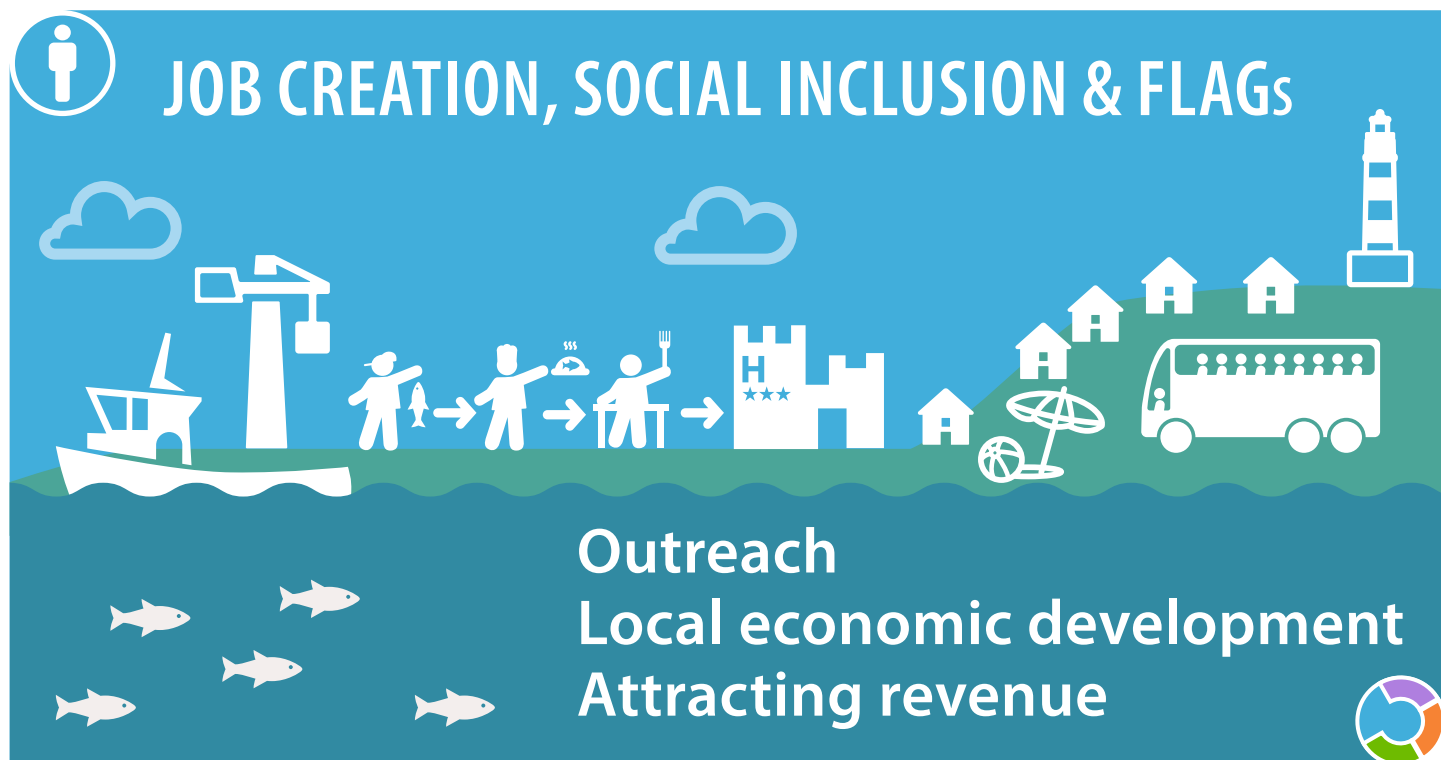 JOB CREATION, SOCIAL INCLUSION & FLAGs
H
Outreach
Local economic development
Attracting revenue